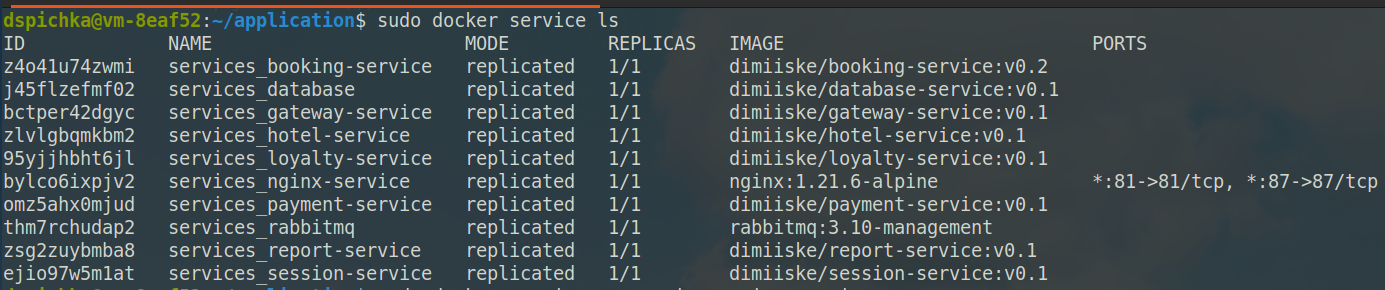 dspichka@vm-8eaf52:~/application$ sudo docker service ls
ID NAME MODE REPLICAS IMAGE PORTS
z4o41u74zwmi services_booking-service replicated 1/1 dimiiske/booking-service:v0.2
j45flzefmf02 services_database replicated 1/1 dimiiske/database-service:v0.1
bctper42dgyc services_gateway-service replicated 1/1 dimiiske/gateway-service:v0.1
zlvlgbqmkbm2 services_hotel-service replicated 1/1 dimiiske/hotel-service:v0.1
95yjjhbht6jl services_loyalty-service replicated 1/1 dimiiske/loyalty-service:v0.1
bylco6ixpjv2 services_nginx-service replicated 1/1 nginx:1.21.6-alpine *:81->81/tcp, *:87->87/tcp
omz5ahx0mjud services_payment-service replicated 1/1 dimiiske/payment-service:v0.1
thm7rchudap2 services_rabbitmq replicated 1/1 rabbitmq:3.10-management
zsg2zuybmba8 services_report-service replicated 1/1 dimiiske/report-service:v0.1
ejio97w5m1at services_session-service replicated 1/1 dimiiske/session-service:v0.1